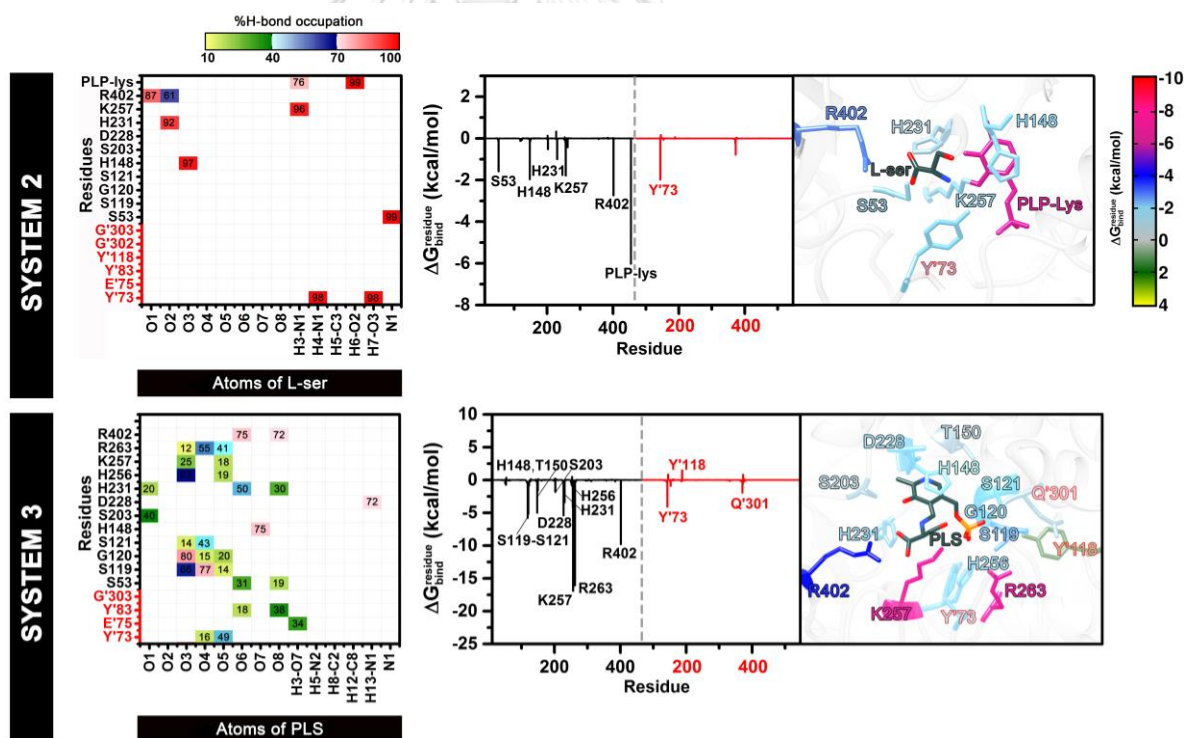 %H-bond occupation
10 40 70 100
SYSTEM 2
Residues
PLP-lys 76 99
R402 87 61
K257 96
H231 92
D228
S203
H148 97
S121
G120
S119
S53 99
G'303
G'302
Y'118
Y'83
E'75
Y'73 98 98
O1 O2 O3 O4 O5 O6 O7 O8 H3-N1 H4-N1 H5-C3 H6-O2 H7-O3 N1
Atoms of L-ser
ΔG residue bind (kcal/mol)
2
0
-2
-4
-6
-8
S53
H148
H231
K257
R402
PLP-lys
Y'73
200 400 200 400
Residue
R402
H231
H148
L-ser
S53
K257
PLP-Lys
Y'73
-10
-8
-6
-4
-2
0
2
4
ΔG residue bind (kcal/mol)
SYSTEM 3
Residues
R402 75 72
R263 12 55 41
K257 25 18
H256 19
H231 20 50 30
S203 40
H148 75
S121 14 43
G120 80 15 20
S119 77 14
S53 31 19
G'303
Y'83 18 38
E'75 34
Y'73 16 49
O1 O2 O3 O4 O5 O6 O7 O8 H3-O7 H5-N2 H8-C2 H12-C8 H13-N1 N1
Atoms of PLS
ΔG residue bind (kcal/mol)
10
5
0
-5
-10
-15
-20
-25
H148,T150 S203
Y'118
H256
H231
D228
S119-S121
Y'73
Q'301
R402
R263
K257
200 400 200 400
Residue
D228
T150
S203
H148
S121
Q'301
G120
H231
PLS
S119
Y'118
R402
H256
K257
Y'73
R263